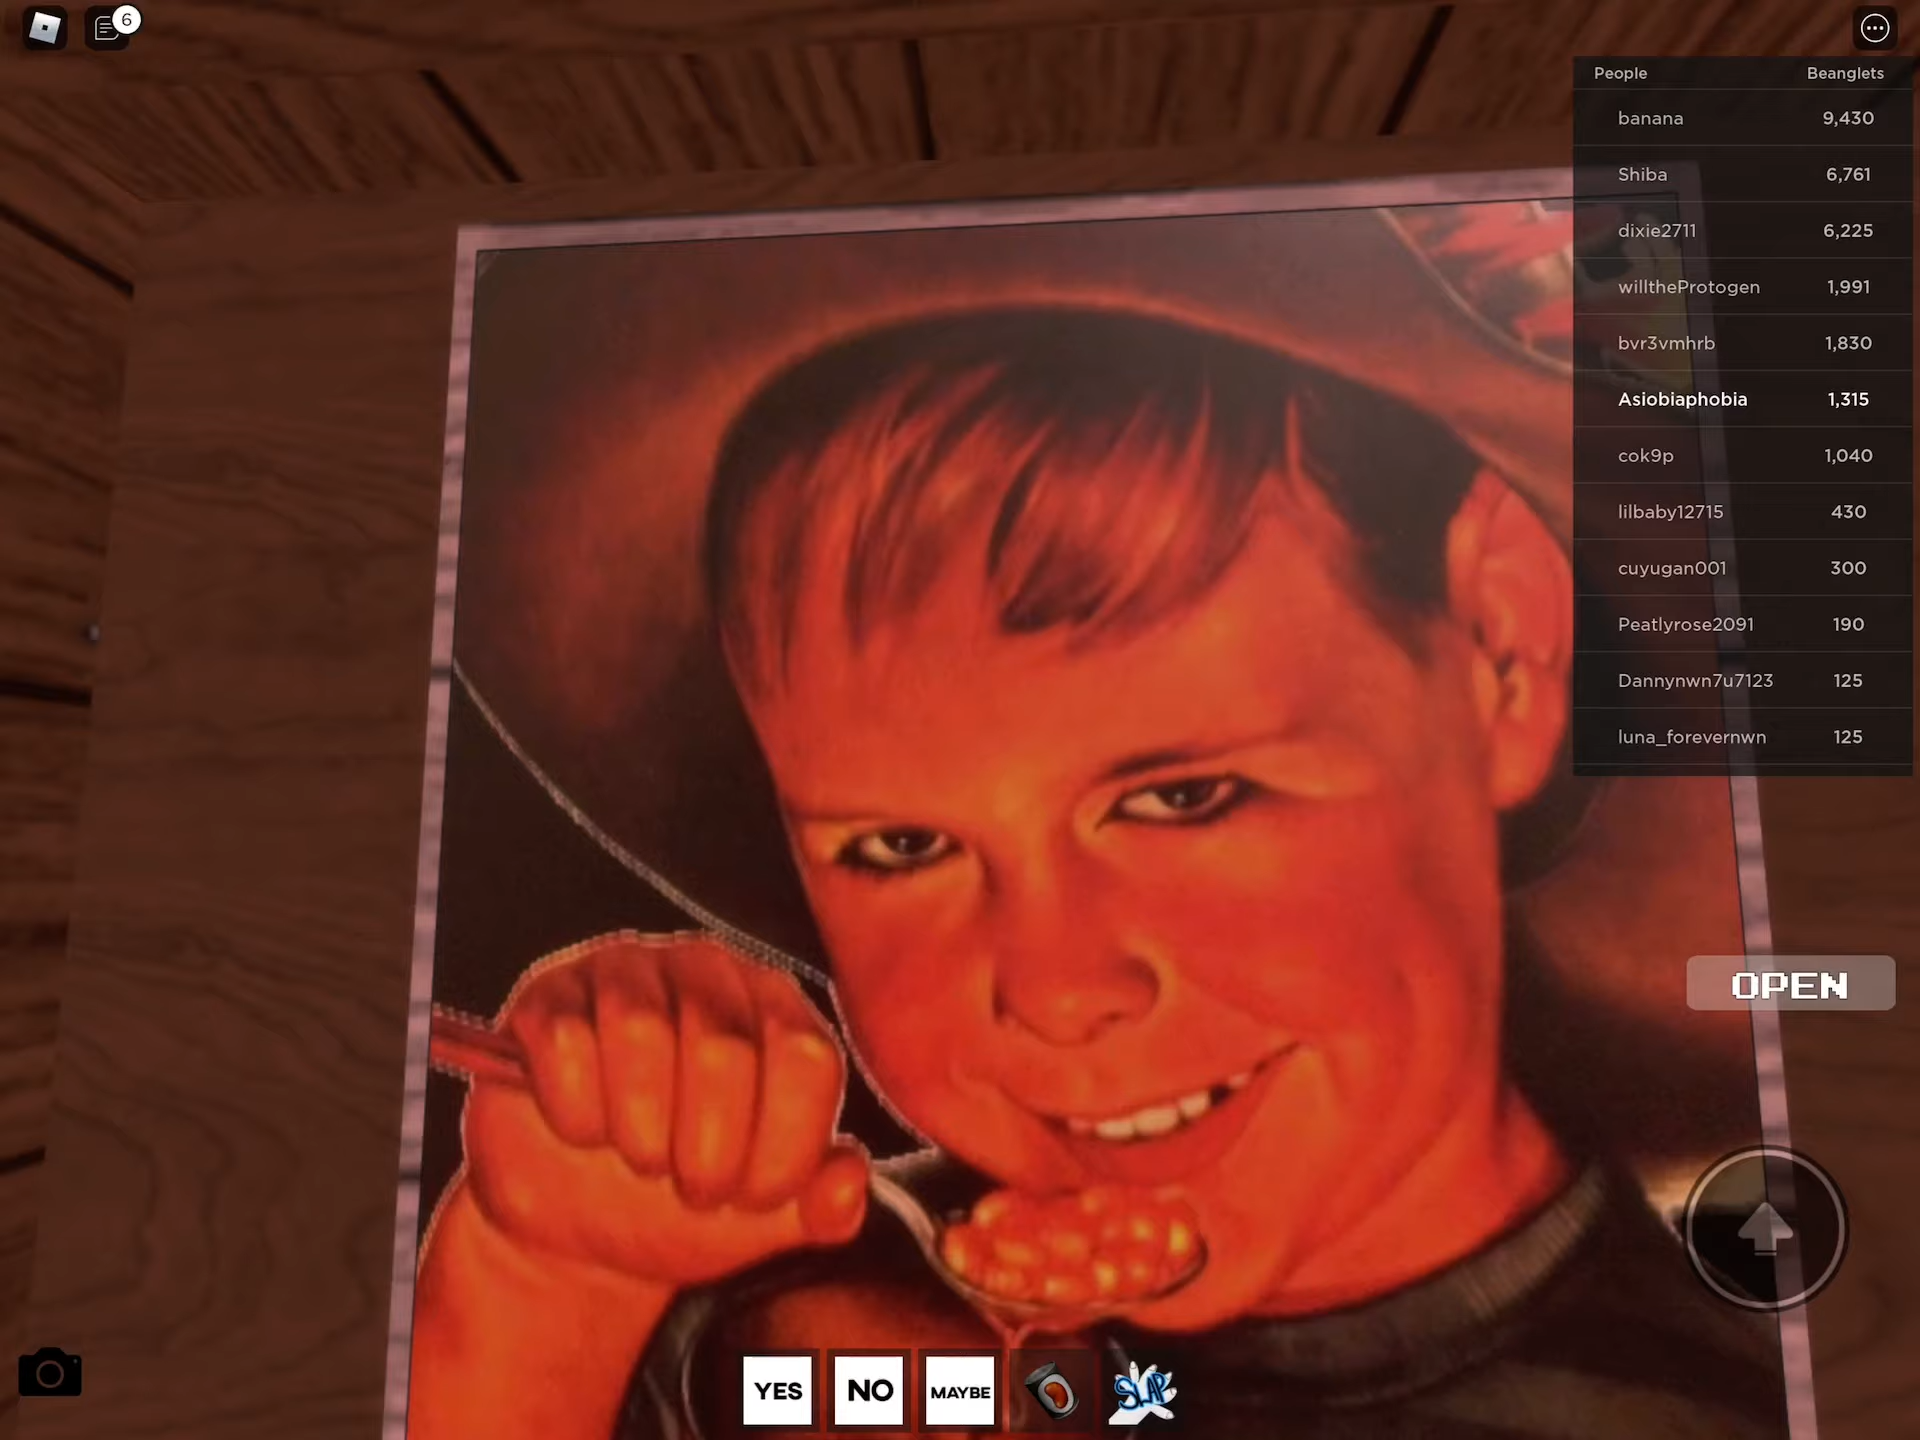 6
People Beanglets
banana 9,430
Shiba 6,761
dixie2711 6,225
willtheProtogen 1,991
bvr3vmhrb 1,830
Asiobiaphobia 1,315
cok9p 1,040
lilbaby12715 430
cuyugan001 300
Peatlyrose2091 190
Dannynwn7u7123 125
luna_forevernwn 125
OPEN
YES NO MAYBE SLAP